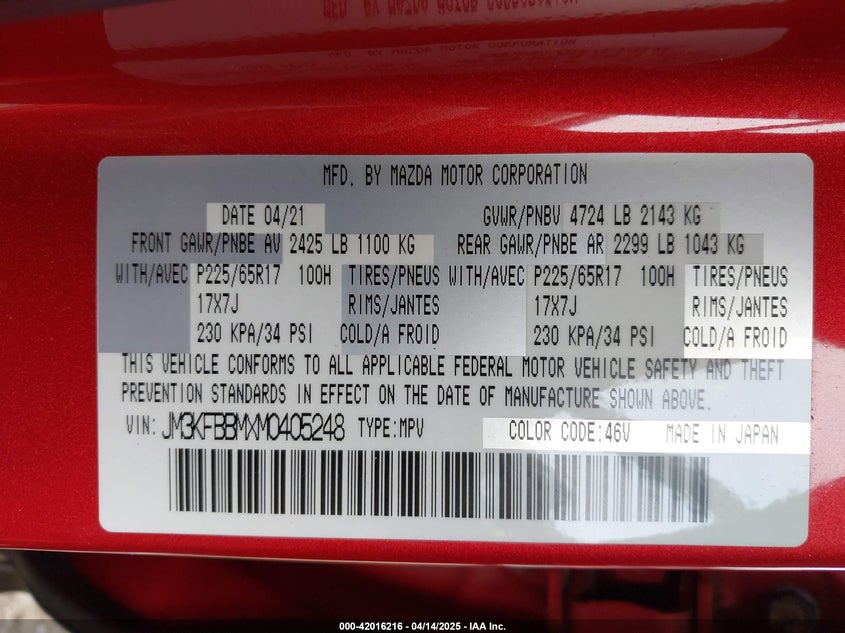 MFD. BY MAZDA MOTOR CORPORATION
DATE 04/21 GVWR/PNBV 4724 LB 2143 KG
FRONT GAWR/PNBE AV 2425 LB 1100 KG REAR GAWR/PNBE AR 2299 LB 1043 KG
WITH/AVEC P225/65R17 100H TIRES/PNEUS WITH/AVEC P225/65R17 100H TIRES/PNEUS
17X7J RIMS/JANTES 17X7J RIMS/JANTES
230 KPA/34 PSI COLD/A FROID 230 KPA/34 PSI COLD/A FROID
THIS VEHICLE CONFORMS TO ALL APPLICABLE FEDERAL MOTOR VEHICLE SAFETY AND THEFT
PREVENTION STANDARDS IN EFFECT ON THE DATE OF MANUFACTURE SHOWN ABOVE.
VIN: JM3KFBBMXM0405248 TYPE:MPV COLOR CODE:46V MADE IN JAPAN
000-42016216 - 04/14/2025 - IAA Inc.